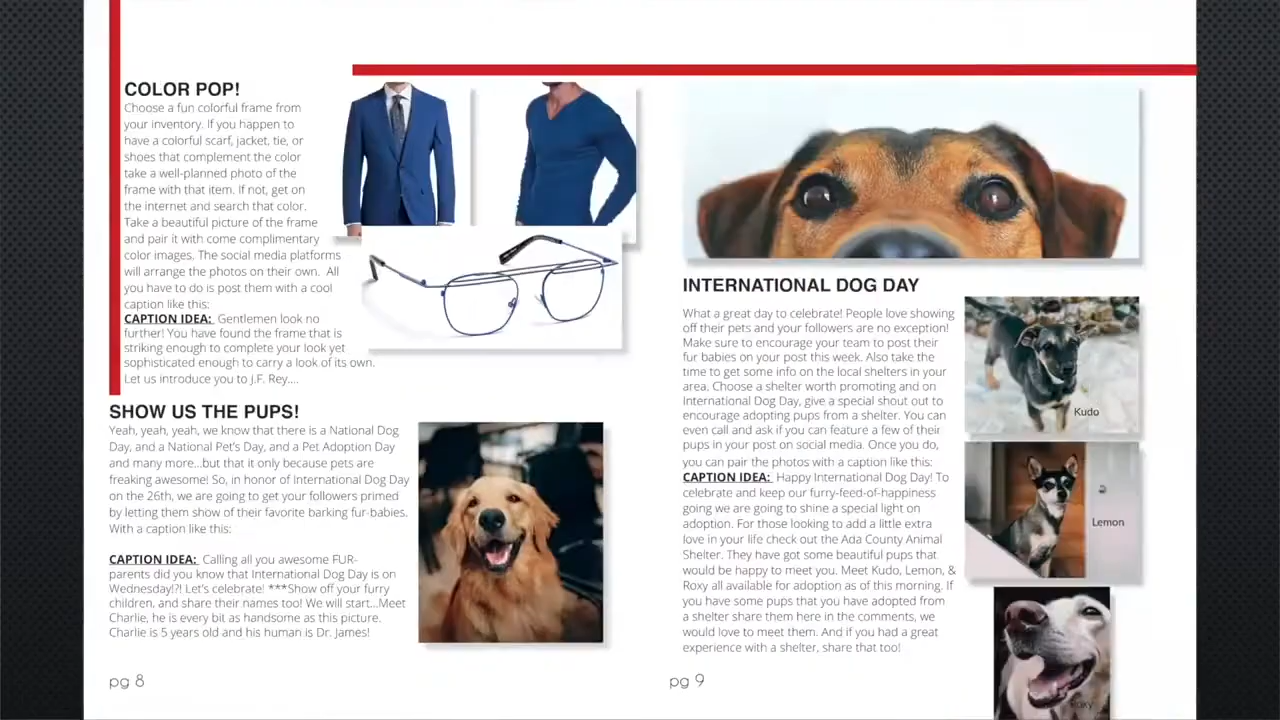 COLOR POP!
Choose a fun colorful frame from
your inventory. If you happen to
have a colorful scarf, jacket, tie, or
shoes that complement the color
take a well-planned photo of the
frame with that item. If not, get on
the internet and search that color.
Take a beautiful picture of the frame
and pair it with come complimentary
color images. The social media platforms
will arrange the photos on their own. All
you have to do is post them with a cool
caption like this:
CAPTION IDEA: Gentlemen look no
further! You have found the frame that is
striking enough to complete your look yet
sophisticated enough to carry a look of its own.
Let us introduce you to J.F. Rey....
SHOW US THE PUPS!
Yeah, yeah, yeah, we know that there is a National Dog
Day, and a National Pet's Day, and a Pet Adoption Day
and many more...but that it only because pets are
freaking awesome! So, in honor of International Dog Day
on the 26th, we are going to get your followers primed
by letting them show of their favorite barking fur-babies.
With a caption like this:
CAPTION IDEA: Calling all you awesome FUR-
parents did you know that International Dog Day is on
Wednesday!?! Let's celebrate! ***Show off your furry
children, and share their names too! We will start...Meet
Charlie, he is every bit as handsome as this picture.
Charlie is 5 years old and his human is Dr. James!
pg 8
INTERNATIONAL DOG DAY
What a great day to celebrate! People love showing
off their pets and your followers are no exception!
Make sure to encourage your team to post their
fur babies on your post this week. Also take the
time to get some info on the local shelters in your
area. Choose a shelter worth promoting and on
International Dog Day, give a special shout out to
encourage adopting pups from a shelter. You can
even call and ask if you can feature a few of their
pups in your post on social media. Once you do,
you can pair the photos with a caption like this:
CAPTION IDEA: Happy International Dog Day! To
celebrate and keep our furry-feed-of-happiness
going we are going to shine a special light on
adoption. For those looking to add a little extra
love in your life check out the Ada County Animal
Shelter. They have got some beautiful pups that
would be happy to meet you. Meet Kudo, Lemon, &
Roxy all available for adoption as of this morning. If
you have some pups that you have adopted from
a shelter share them here in the comments, we
would love to meet them. And if you had a great
experience with a shelter, share that too!
Kudo
Lemon
Roxy
pg 9